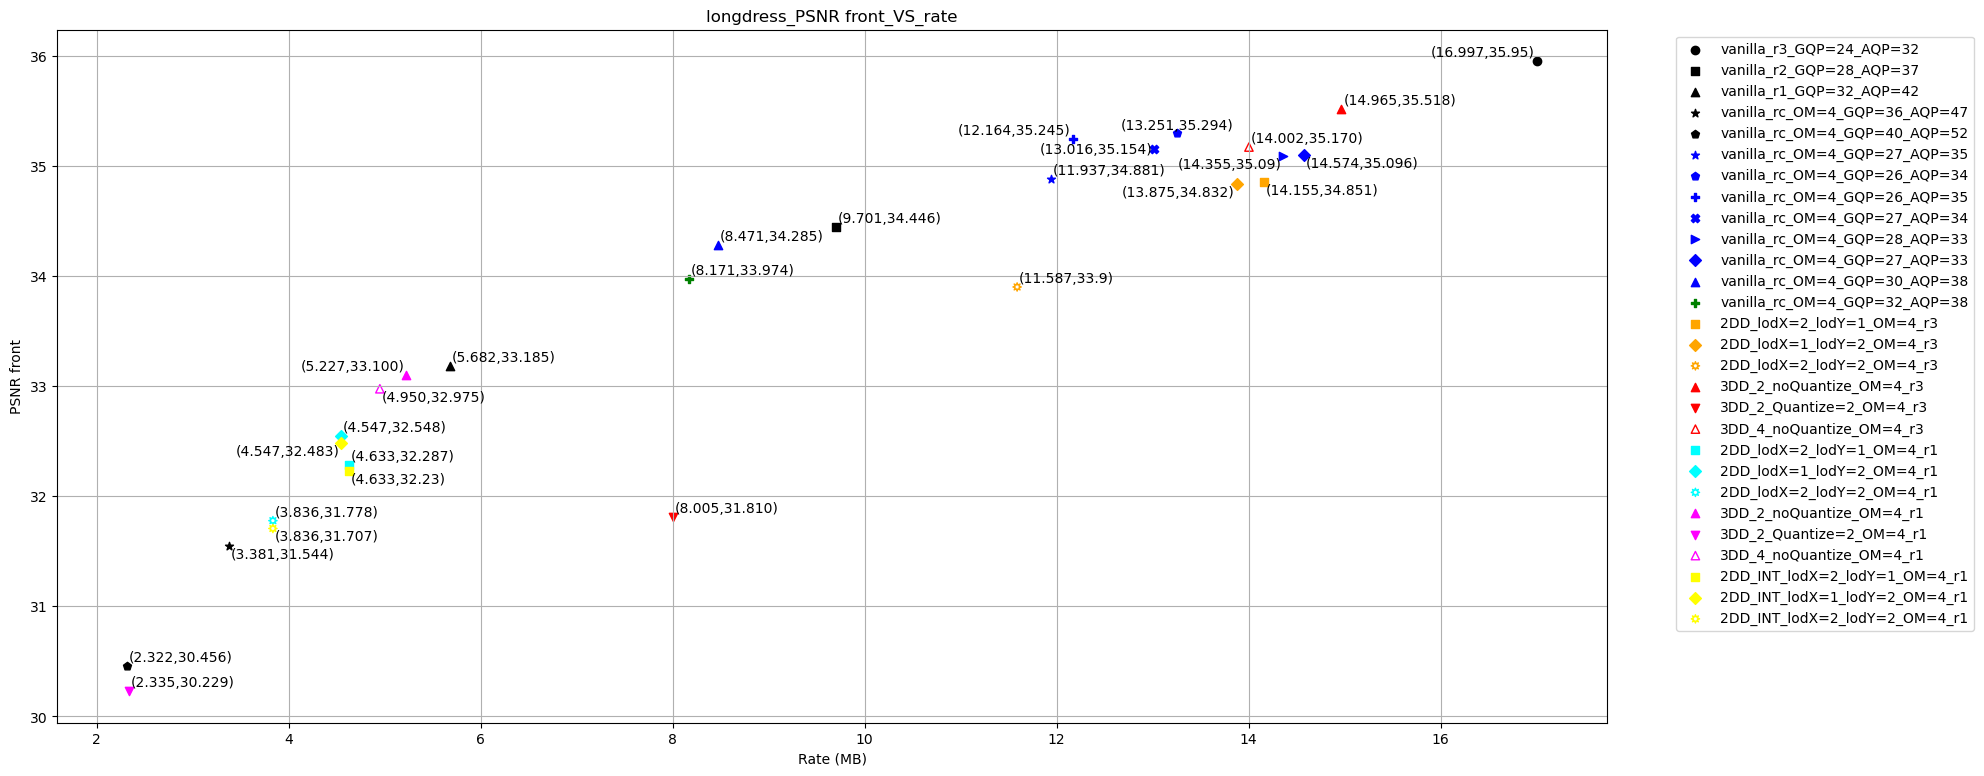 longdress_PSNR front_VS_rate
PSNR front
36
35
34
33
32
31
30
(16.997,35.95)
(14.965,35.518)
(13.251,35.294)
(12.164,35.245)
(14.002,35.170)
(13.016,35.154)
(14.355,35.09)
(14.574,35.096)
(11.937,34.881)
(13.875,34.832)
(14.155,34.851)
(9.701,34.446)
(8.471,34.285)
(8.171,33.974)
(11.587,33.9)
(5.682,33.185)
(5.227,33.100)
(4.950,32.975)
(4.547,32.548)
(4.547,32.483)
(4.633,32.287)
(4.633,32.23)
(8.005,31.810)
(3.836,31.778)
(3.836,31.707)
(3.381,31.544)
(2.322,30.456)
(2.335,30.229)
2 4 6 8 10 12 14 16
Rate (MB)
vanilla_r3_GQP=24_AQP=32
vanilla_r2_GQP=28_AQP=37
vanilla_r1_GQP=32_AQP=42
vanilla_rc_OM=4_GQP=36_AQP=47
vanilla_rc_OM=4_GQP=40_AQP=52
vanilla_rc_OM=4_GQP=27_AQP=35
vanilla_rc_OM=4_GQP=26_AQP=34
vanilla_rc_OM=4_GQP=26_AQP=35
vanilla_rc_OM=4_GQP=27_AQP=34
vanilla_rc_OM=4_GQP=28_AQP=33
vanilla_rc_OM=4_GQP=27_AQP=33
vanilla_rc_OM=4_GQP=30_AQP=38
vanilla_rc_OM=4_GQP=32_AQP=38
2DD_lodX=2_lodY=1_OM=4_r3
2DD_lodX=1_lodY=2_OM=4_r3
2DD_lodX=2_lodY=2_OM=4_r3
3DD_2_noQuantize_OM=4_r3
3DD_2_Quantize=2_OM=4_r3
3DD_4_noQuantize_OM=4_r3
2DD_lodX=2_lodY=1_OM=4_r1
2DD_lodX=1_lodY=2_OM=4_r1
2DD_lodX=2_lodY=2_OM=4_r1
3DD_2_noQuantize_OM=4_r1
3DD_2_Quantize=2_OM=4_r1
3DD_4_noQuantize_OM=4_r1
2DD_INT_lodX=2_lodY=1_OM=4_r1
2DD_INT_lodX=1_lodY=2_OM=4_r1
2DD_INT_lodX=2_lodY=2_OM=4_r1